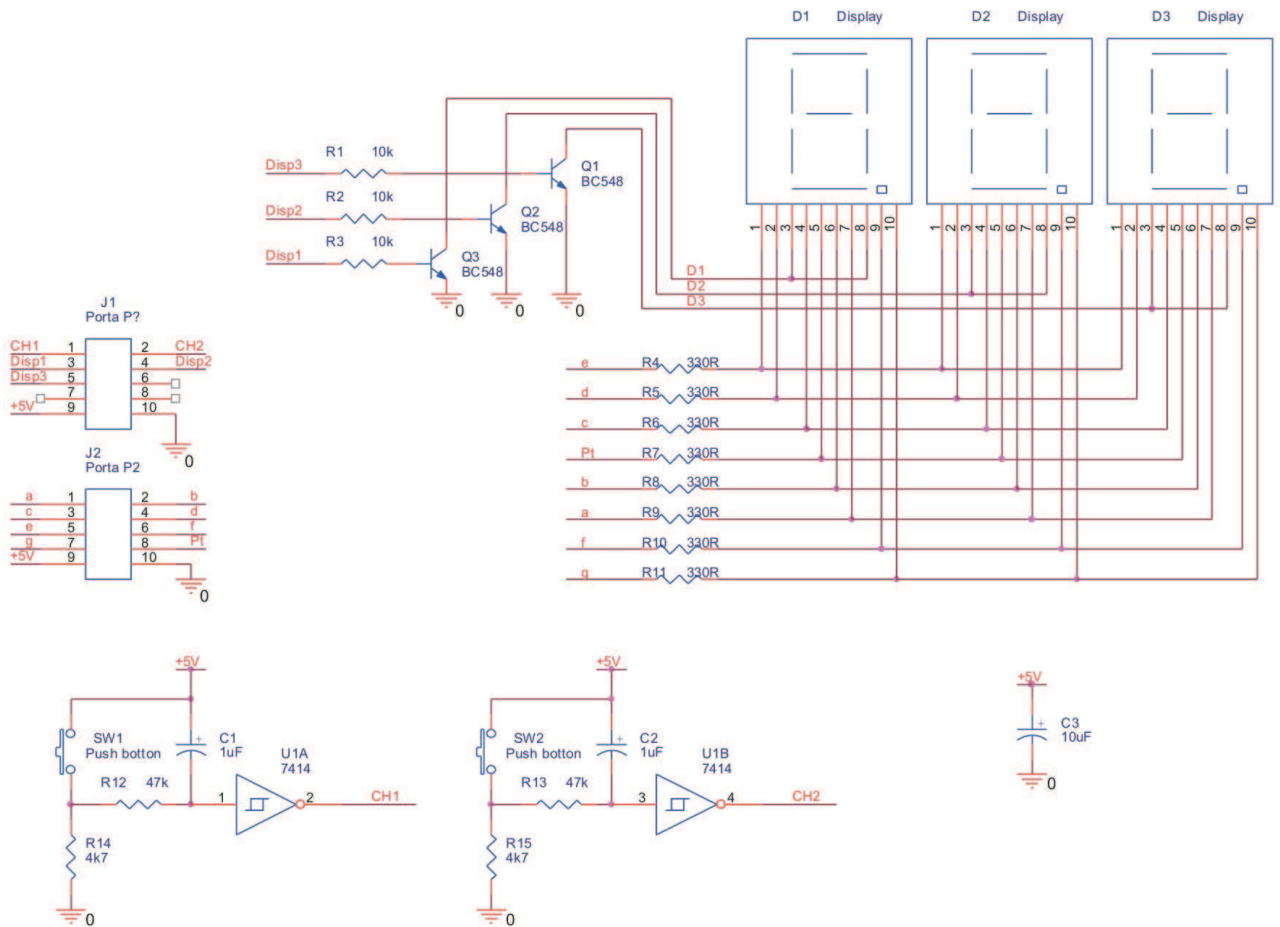 D1 Display
D2 Display
D3 Display
1 2 3 4 5 6 7 8 9 10
1 2 3 4 5 6 7 8 9 10
1 2 3 4 5 6 7 8 9 10
Disp3
R1 10k
Q1
BC548
Disp2
R2 10k
Q2
BC548
Disp1
R3 10k
Q3
BC548
0
0
0
D1
D2
D3
J1
Porta P?
CH1 1 2 CH2
Disp1 3 4 Disp2
Disp3 5 6
7 8
+5V 9 10
0
J2
Porta P2
a 1 2 b
c 3 4 d
e 5 6 f
g 7 8 Pt
+5V 9 10
0
e R4 330R
d R5 330R
c R6 330R
Pt R7 330R
b R8 330R
a R9 330R
f R10 330R
g R11 330R
+5V
SW1
Push botton
C1
1uF
+
R12 47k
U1A
7414
1 2 CH1
R14
4k7
0
+5V
SW2
Push botton
C2
1uF
+
R13 47k
U1B
7414
3 4 CH2
R15
4k7
0
+5V
+
C3
10uF
0